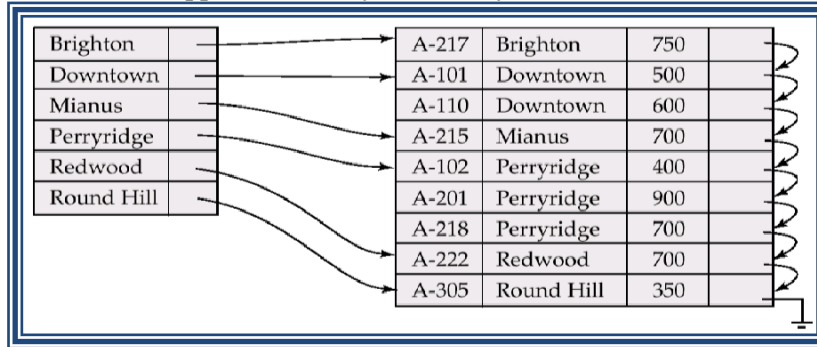 Brighton
Downtown
Mianus
Perryridge
Redwood
Round Hill
A-217 Brighton 750
A-101 Downtown 500
A-110 Downtown 600
A-215 Mianus 700
A-102 Perryridge 400
A-201 Perryridge 900
A-218 Perryridge 700
A-222 Redwood 700
A-305 Round Hill 350